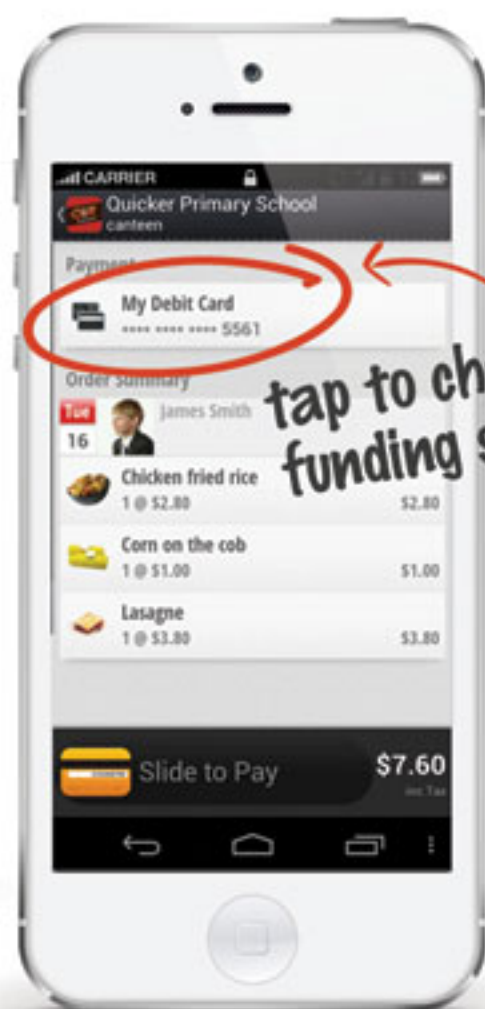 CARRIER
Quicker Primary School
canteen
Payment
My Debit Card
•••• •••• •••• 5561
Order Summary
Tue
16
James Smith
tap to ch
funding s
Chicken fried rice
1 @ $2.80
$2.80
Corn on the cob
1 @ $1.00
$1.00
Lasagne
1 @ $3.80
$3.80
Slide to Pay
$7.60
inc Tax